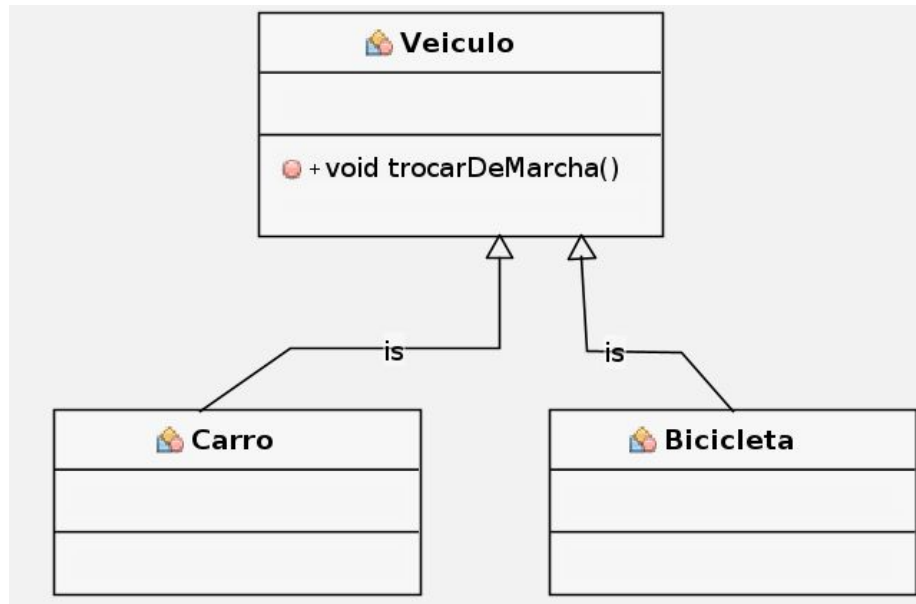 Veiculo
+ void trocarDeMarcha()
is
is
Carro
Bicicleta